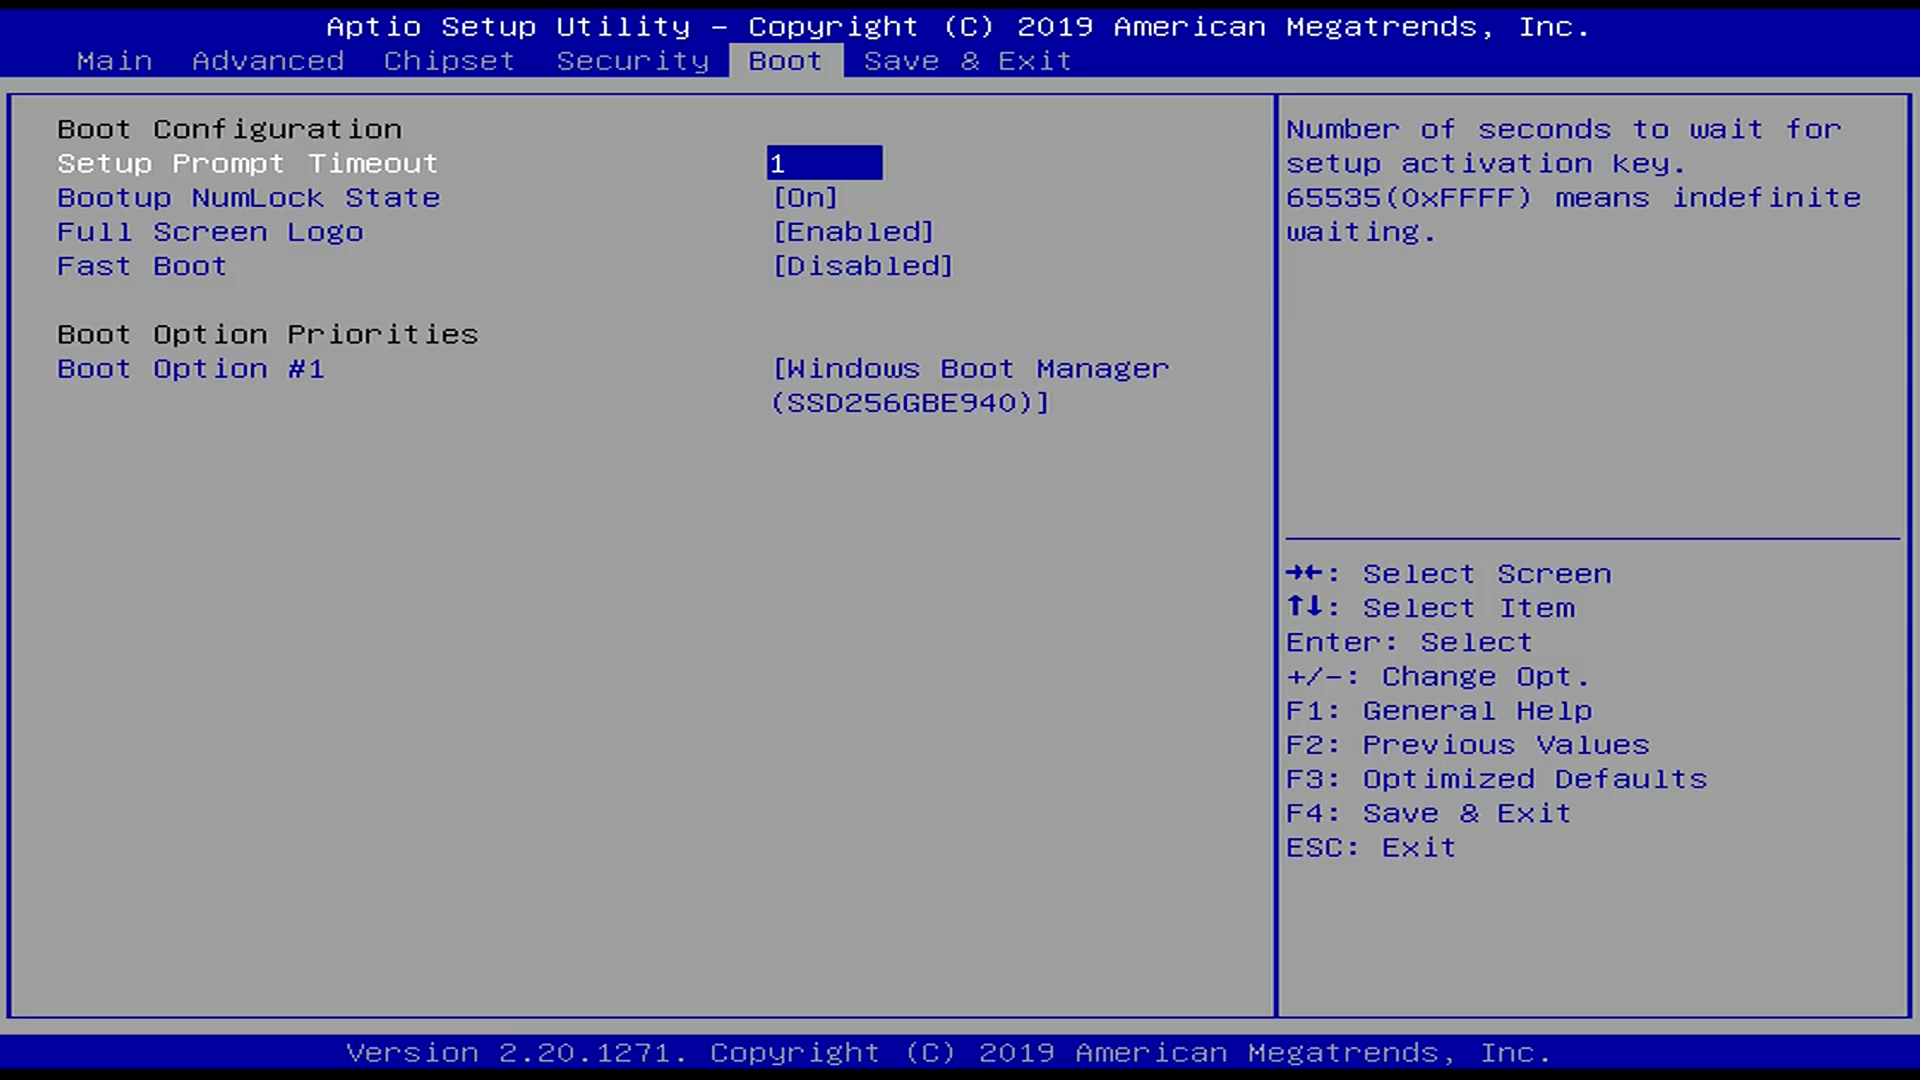 Aptio Setup Utility – Copyright (C) 2019 American Megatrends, Inc.
Main Advanced Chipset Security Boot Save & Exit
Boot Configuration
Setup Prompt Timeout 1
Bootup NumLock State [On]
Full Screen Logo [Enabled]
Fast Boot [Disabled]
Boot Option Priorities
Boot Option #1 [Windows Boot Manager
(SSD256GBE940)]
Number of seconds to wait for
setup activation key.
65535(0xFFFF) means indefinite
waiting.
→←: Select Screen
↑↓: Select Item
Enter: Select
+/-: Change Opt.
F1: General Help
F2: Previous Values
F3: Optimized Defaults
F4: Save & Exit
ESC: Exit
Version 2.20.1271. Copyright (C) 2019 American Megatrends, Inc.